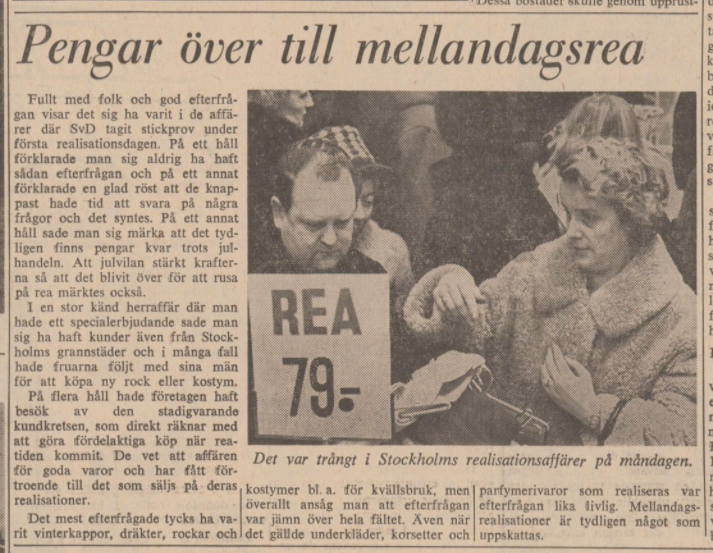 Dessa bostäder skulle genom upprust-
Pengar över till mellandagsrea
Fullt med folk och god efterfrå-
gan visar det sig ha varit i de affä-
rer där SvD tagit stickprov under
första realisationsdagen. På ett håll
förklarade man sig aldrig ha haft
sådan efterfrågan och på ett annat
förklarade en glad röst att de knap-
past hade tid att svara på några
frågor och det syntes. På ett annat
håll sade man sig märka att det tyd-
ligen finns pengar kvar trots jul-
handeln. Att julvilan stärkt krafter-
na så att det blivit över för att rusa
på rea märktes också.
I en stor känd herraffär där man
hade ett specialerbjudande sade man
sig ha haft kunder även från Stock-
holms grannstäder och i många fall
hade fruarna följt med sina män
för att köpa ny rock eller kostym.
På flera håll hade företagen haft
besök av den stadigvarande
kundkretsen, som direkt räknar med
att göra fördelaktiga köp när rea-
tiden kommit. De vet att affären
för goda varor och har fått för-
troende till det som säljs på deras
realisationer.
Det mest efterfrågade tycks ha va-
rit vinterkappor, dräkter, rockar och
REA
79:-
Det var trångt i Stockholms realisationsaffärer på måndagen.
kostymer bl. a. för kvällsbruk, men
överallt ansåg man att efterfrågan
var jämn över hela fältet. Även när
det gällde underkläder, korsetter och
parfymerivaror som realiseras var
efterfrågan lika livlig. Mellandags-
realisationer är tydligen något som
uppskattas.